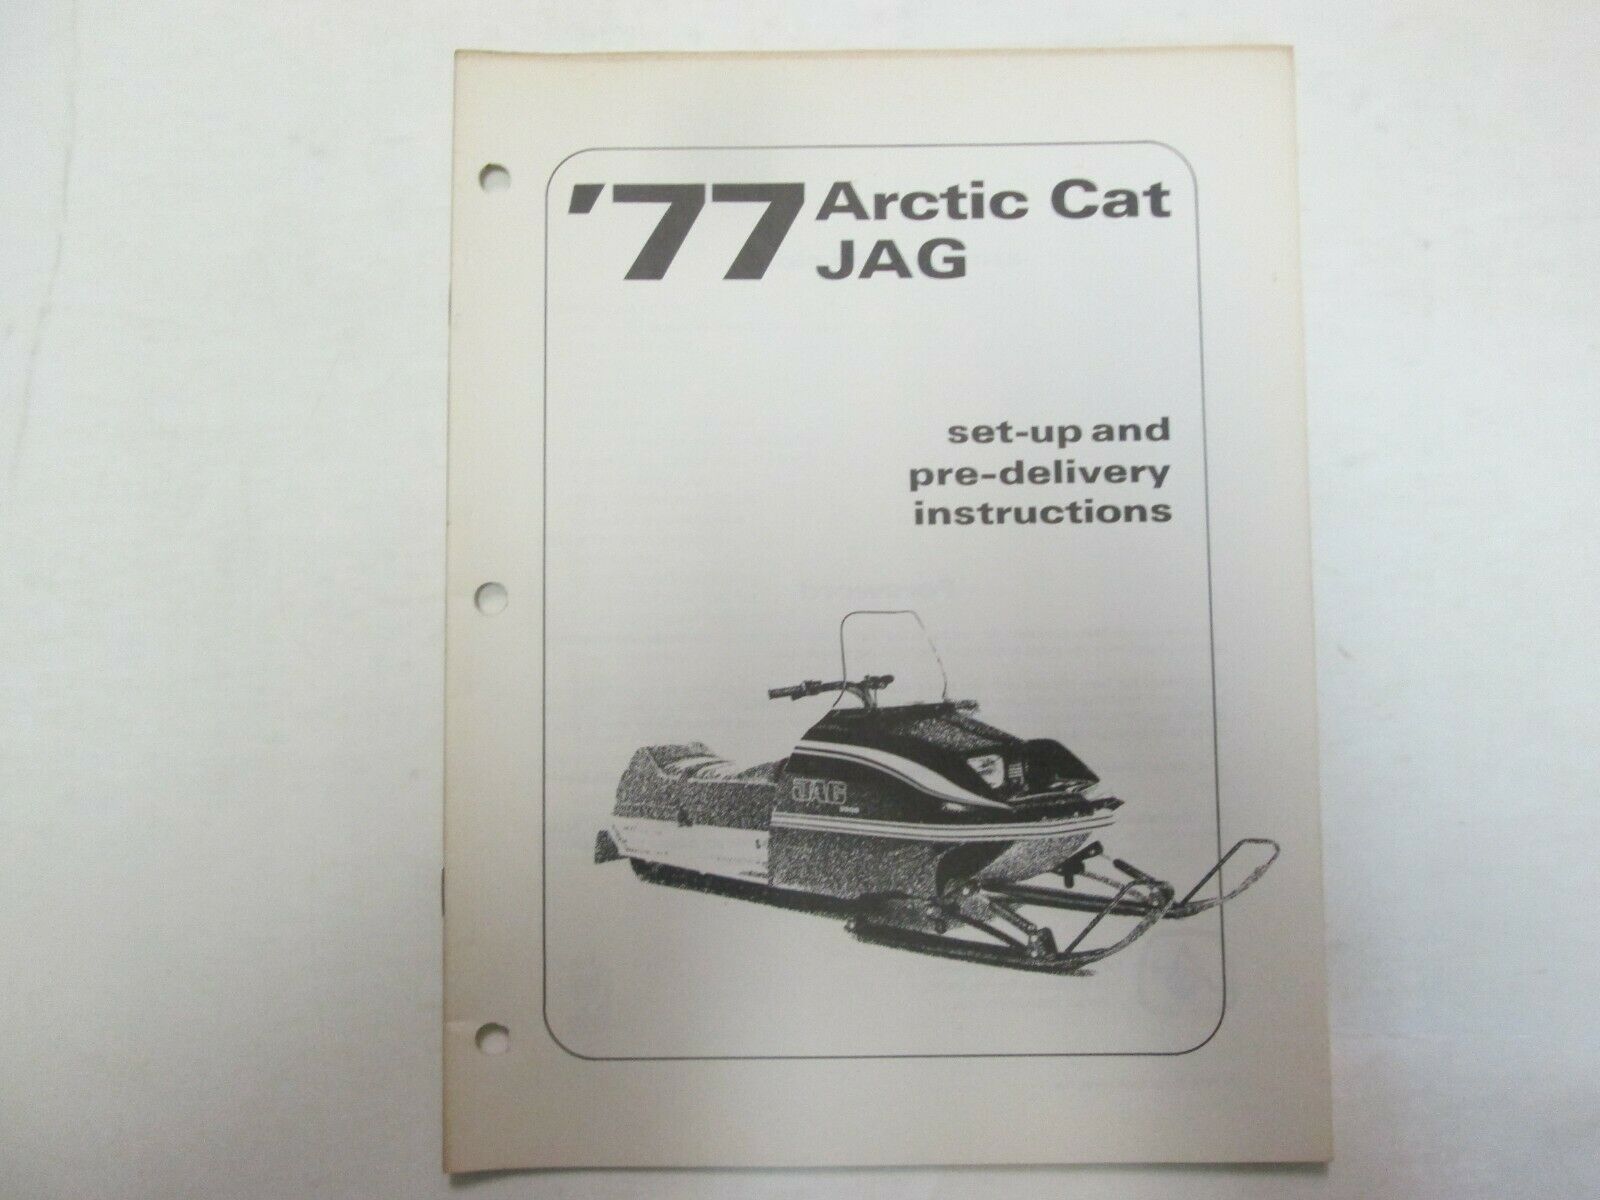 '77 Arctic Cat
JAG
set-up and
pre-delivery
instructions
JAG